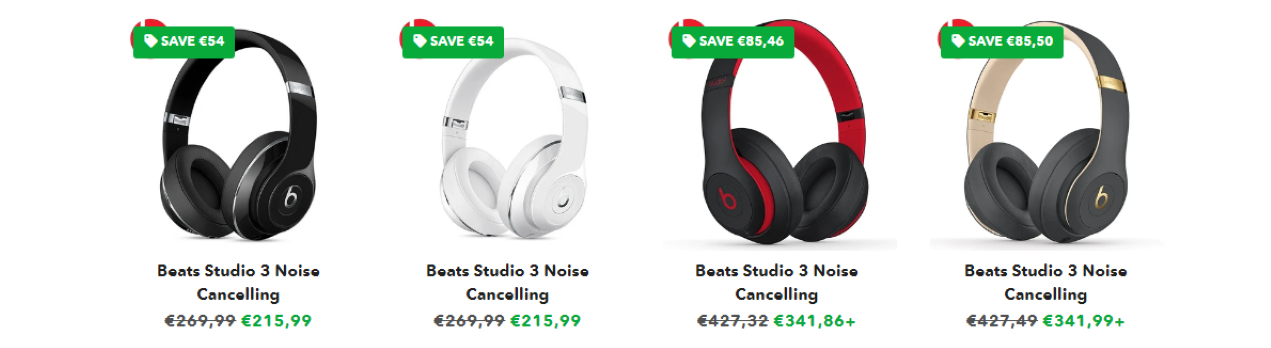 SAVE €54
SAVE €54
SAVE €85,46
SAVE €85,50
Beats Studio 3 Noise
Cancelling
€269,99 €215,99
Beats Studio 3 Noise
Cancelling
€269,99 €215,99
Beats Studio 3 Noise
Cancelling
€427,32 €341,86+
Beats Studio 3 Noise
Cancelling
€427,49 €341,99+